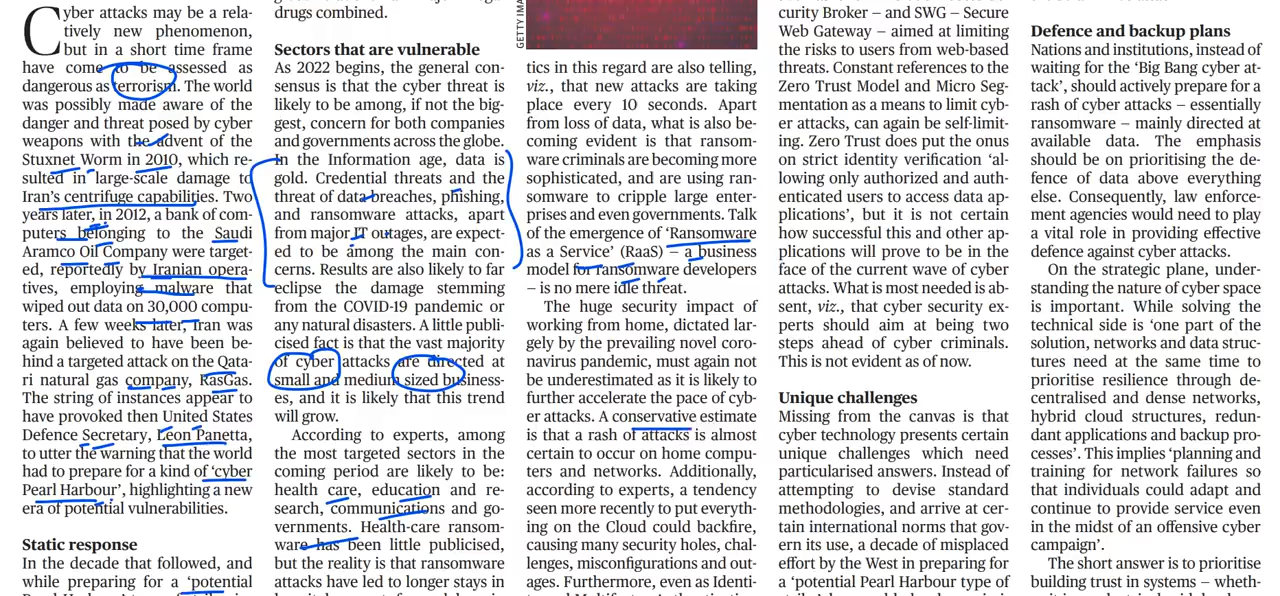 Cyber attacks may be a rela-
tively new phenomenon,
but in a short time frame
have come to be assessed as
dangerous as terrorism. The world
was possibly made aware of the
danger and threat posed by cyber
weapons with the advent of the
Stuxnet Worm in 2010, which re-
sulted in large-scale damage to
Iran's centrifuge capabilities. Two
years later, in 2012, a bank of com-
puters belonging to the Saudi
Aramco Oil Company were target-
ed, reportedly by Iranian opera-
tives, employing malware that
wiped out data on 30,000 compu-
ters. A few weeks later, Iran was
again believed to have been be-
hind a targeted attack on the Qata-
ri natural gas company, RasGas.
The string of instances appear to
have provoked then United States
Defence Secretary, Leon Panetta,
to utter the warning that the world
had to prepare for a kind of 'cyber
Pearl Harbour', highlighting a new
era of potential vulnerabilities.
Static response
In the decade that followed, and
while preparing for a 'potential
drugs combined.
Sectors that are vulnerable
As 2022 begins, the general con-
sensus is that the cyber threat is
likely to be among, if not the big-
gest, concern for both companies
and governments across the globe.
In the Information age, data is
gold. Credential threats and the
threat of data breaches, phishing,
and ransomware attacks, apart
from major IT outages, are expect-
ed to be among the main con-
cerns. Results are also likely to far
eclipse the damage stemming
from the COVID-19 pandemic or
any natural disasters. A little publi-
cised fact is that the vast majority
of cyber attacks are directed at
small and medium sized business-
es, and it is likely that this trend
will grow.
According to experts, among
the most targeted sectors in the
coming period are likely to be:
health care, education and re-
search, communications and go-
vernments. Health-care ransom-
ware has been little publicised,
but the reality is that ransomware
attacks have led to longer stays in
GETTY IMA
tics in this regard are also telling,
viz., that new attacks are taking
place every 10 seconds. Apart
from loss of data, what is also be-
coming evident is that ransom-
ware criminals are becoming more
sophisticated, and are using ran-
somware to cripple large enter-
prises and even governments. Talk
of the emergence of 'Ransomware
as a Service' (RaaS) – a business
model for ransomware developers
– is no mere idle threat.
The huge security impact of
working from home, dictated lar-
gely by the prevailing novel coro-
navirus pandemic, must again not
be underestimated as it is likely to
further accelerate the pace of cyb-
er attacks. A conservative estimate
is that a rash of attacks is almost
certain to occur on home compu-
ters and networks. Additionally,
according to experts, a tendency
seen more recently to put everyth-
ing on the Cloud could backfire,
causing many security holes, chal-
lenges, misconfigurations and out-
ages. Furthermore, even as Identi-
curity Broker – and SWG – Secure
Web Gateway – aimed at limiting
the risks to users from web-based
threats. Constant references to the
Zero Trust Model and Micro Seg-
mentation as a means to limit cyb-
er attacks, can again be self-limit-
ing. Zero Trust does put the onus
on strict identity verification 'al-
lowing only authorized and auth-
enticated users to access data ap-
plications', but it is not certain
how successful this and other ap-
plications will prove to be in the
face of the current wave of cyber
attacks. What is most needed is ab-
sent, viz., that cyber security ex-
perts should aim at being two
steps ahead of cyber criminals.
This is not evident as of now.
Unique challenges
Missing from the canvas is that
cyber technology presents certain
unique challenges which need
particularised answers. Instead of
attempting to devise standard
methodologies, and arrive at cer-
tain international norms that gov-
ern its use, a decade of misplaced
effort by the West in preparing for
a 'potential Pearl Harbour type of
Defence and backup plans
Nations and institutions, instead of
waiting for the 'Big Bang cyber at-
tack', should actively prepare for a
rash of cyber attacks – essentially
ransomware – mainly directed at
available data. The emphasis
should be on prioritising the de-
fence of data above everything
else. Consequently, law enforce-
ment agencies would need to play
a vital role in providing effective
defence against cyber attacks.
On the strategic plane, under-
standing the nature of cyber space
is important. While solving the
technical side is 'one part of the
solution, networks and data struc-
tures need at the same time to
prioritise resilience through de-
centralised and dense networks,
hybrid cloud structures, redun-
dant applications and backup pro-
cesses'. This implies 'planning and
training for network failures so
that individuals could adapt and
continue to provide service even
in the midst of an offensive cyber
campaign'.
The short answer is to prioritise
building trust in systems – wheth-